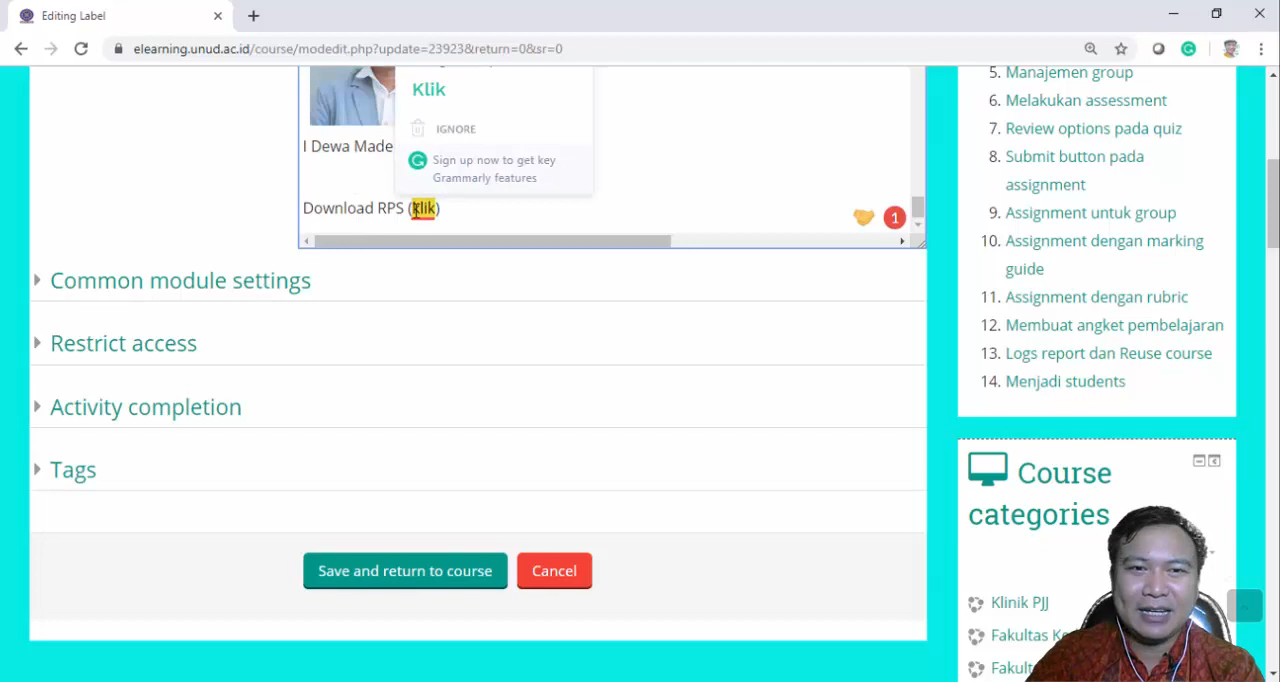 Editing Label
elearning.unud.ac.id/course/modedit.php?update=23923&return=0&sr=0
Klik
IGNORE
Sign up now to get key
Grammarly features
I Dewa Made
Download RPS (klik)
1
Common module settings
Restrict access
Activity completion
Tags
Save and return to course
Cancel
5. Manajemen group
6. Melakukan assessment
7. Review options pada quiz
8. Submit button pada
assignment
9. Assignment untuk group
10. Assignment dengan marking
guide
11. Assignment dengan rubric
12. Membuat angket pembelajaran
13. Logs report dan Reuse course
14. Menjadi students
Course
categories
Klinik PJJ
Fakultas Ke
Fakult